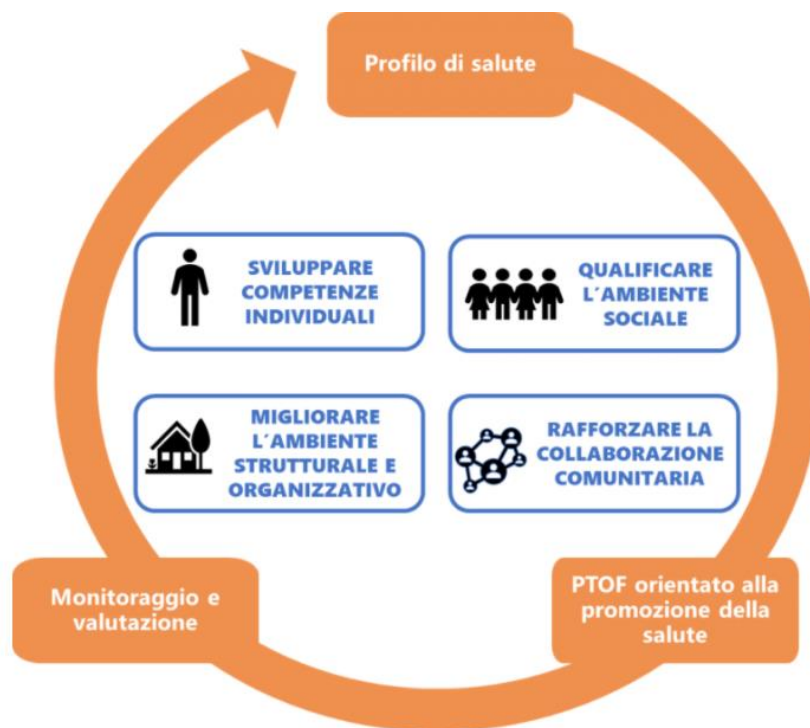 Profilo di salute
SVILUPPARE
COMPETENZE
INDIVIDUALI
QUALIFICARE
L´AMBIENTE
SOCIALE
MIGLIORARE
L´AMBIENTE
STRUTTURALE E
ORGANIZZATIVO
RAFFORZARE LA
COLLABORAZIONE
COMUNITARIA
Monitoraggio e
valutazione
PTOF orientato alla
promozione della
salute